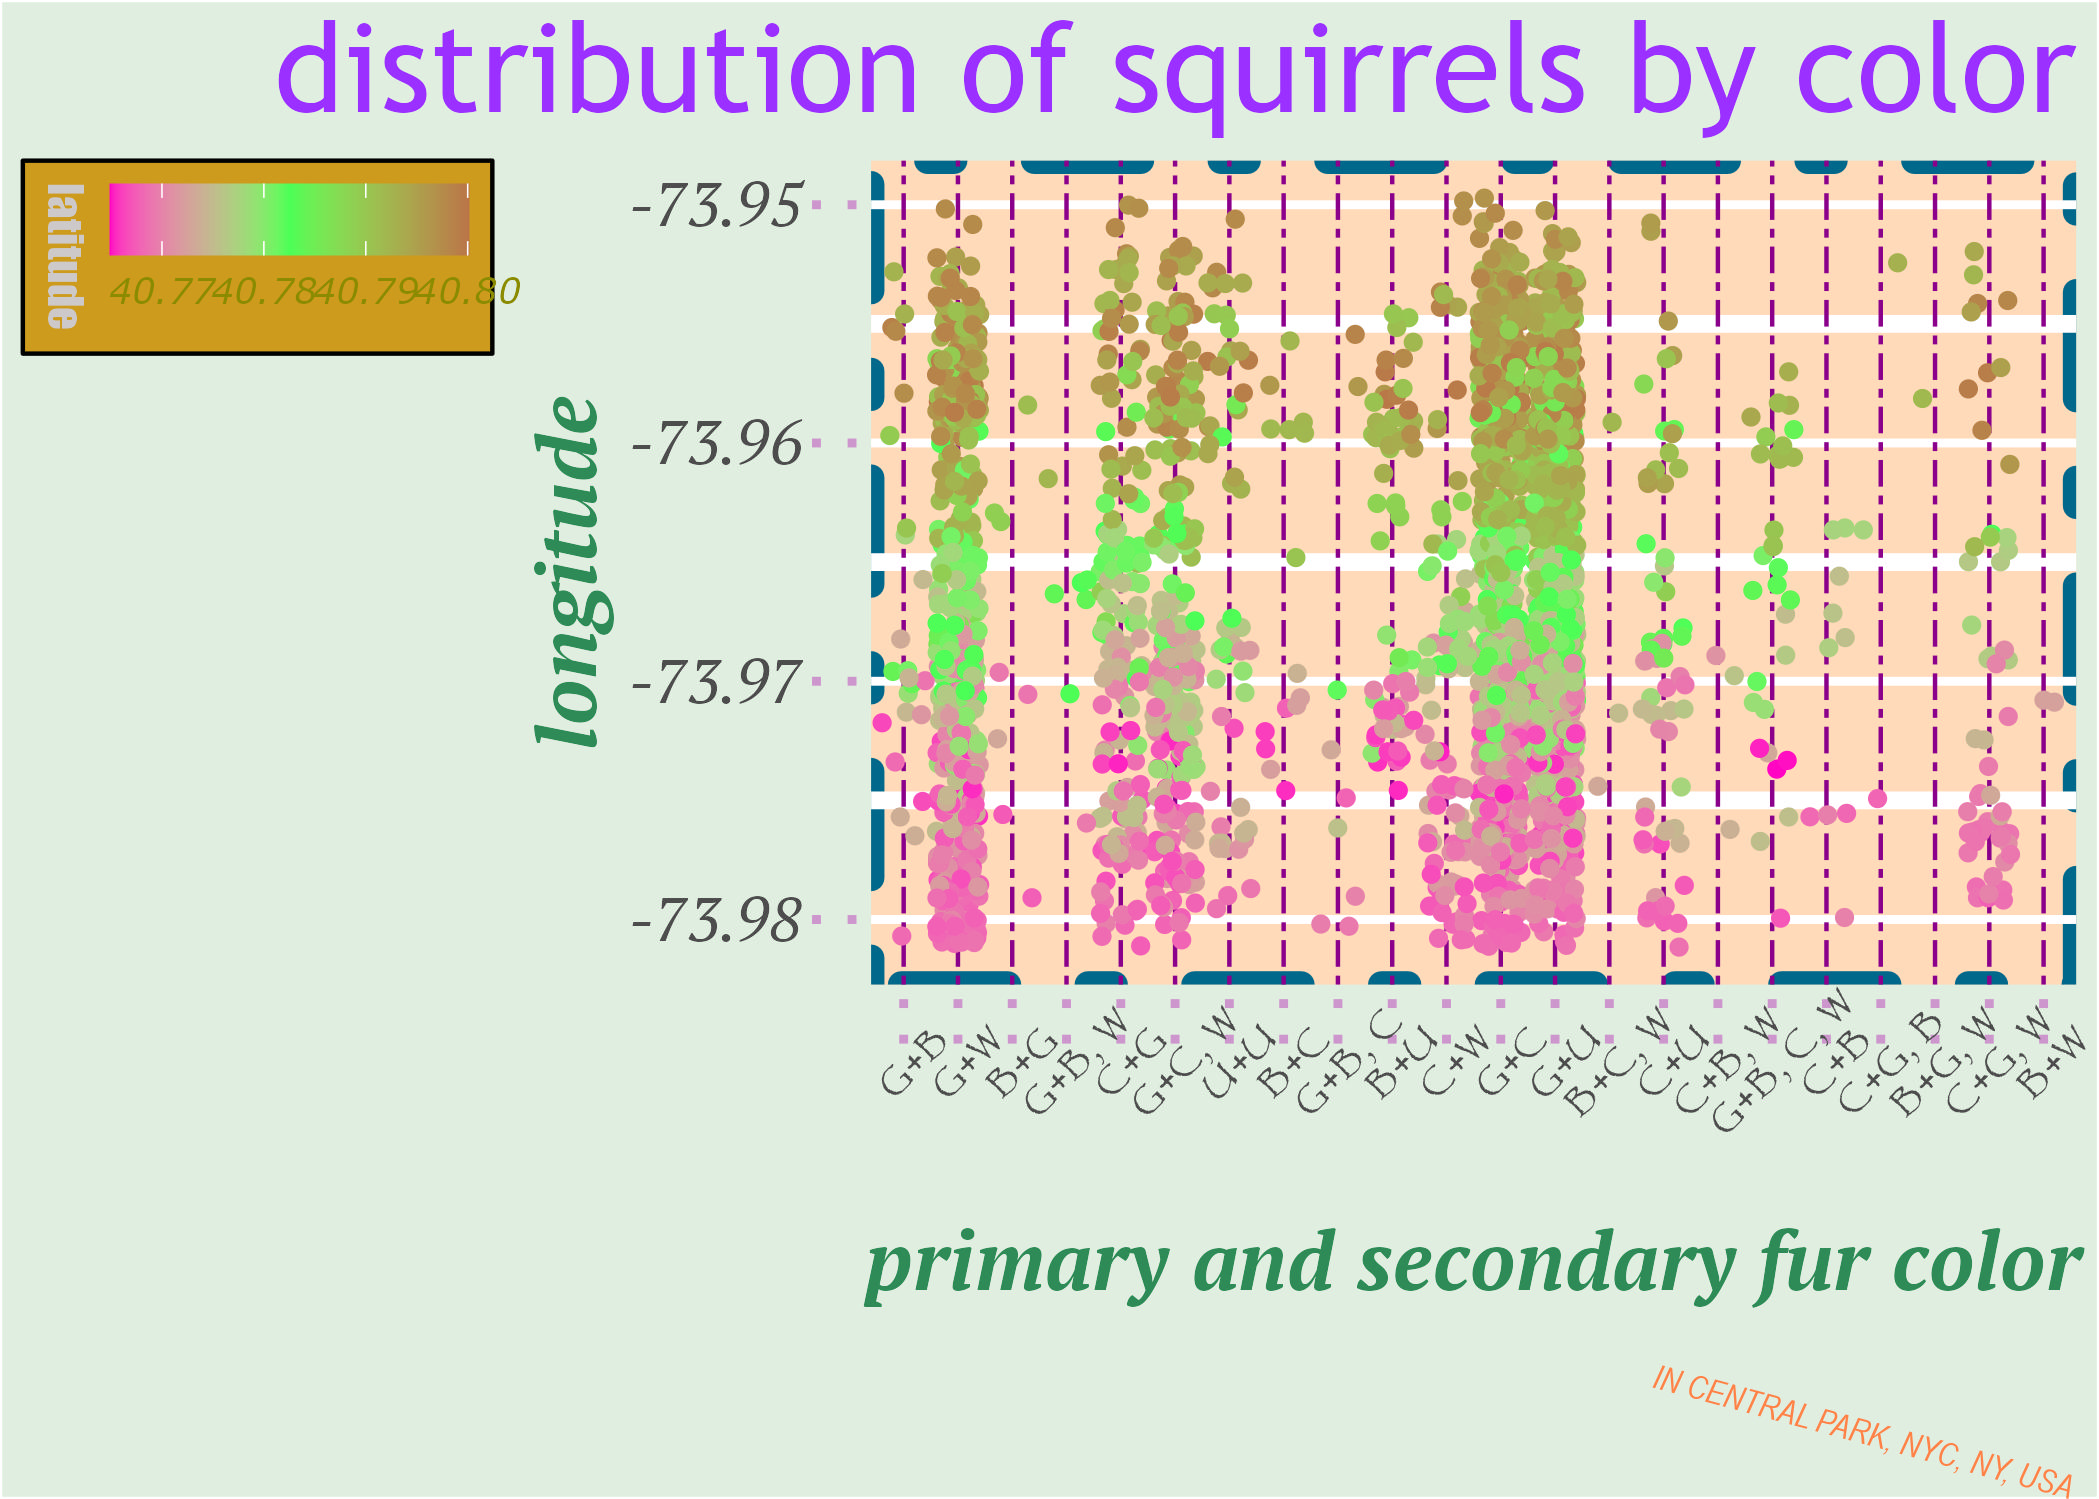 distribution of squirrels by color
latitude
40.77 40.78 40.79 40.80
longitude
-73.95
-73.96
-73.97
-73.98
G+B
G+W
B+G
G+B, W
C+G
G+C, W
U+U
B+C
G+B, C
B+U
C+W
G+C
G+U
B+C, W
C+U
C+B, W
G+B, C, W
C+B
C+G, B
B+G, W
C+G, W
B+W
primary and secondary fur color
IN CENTRAL PARK, NYC, NY, USA